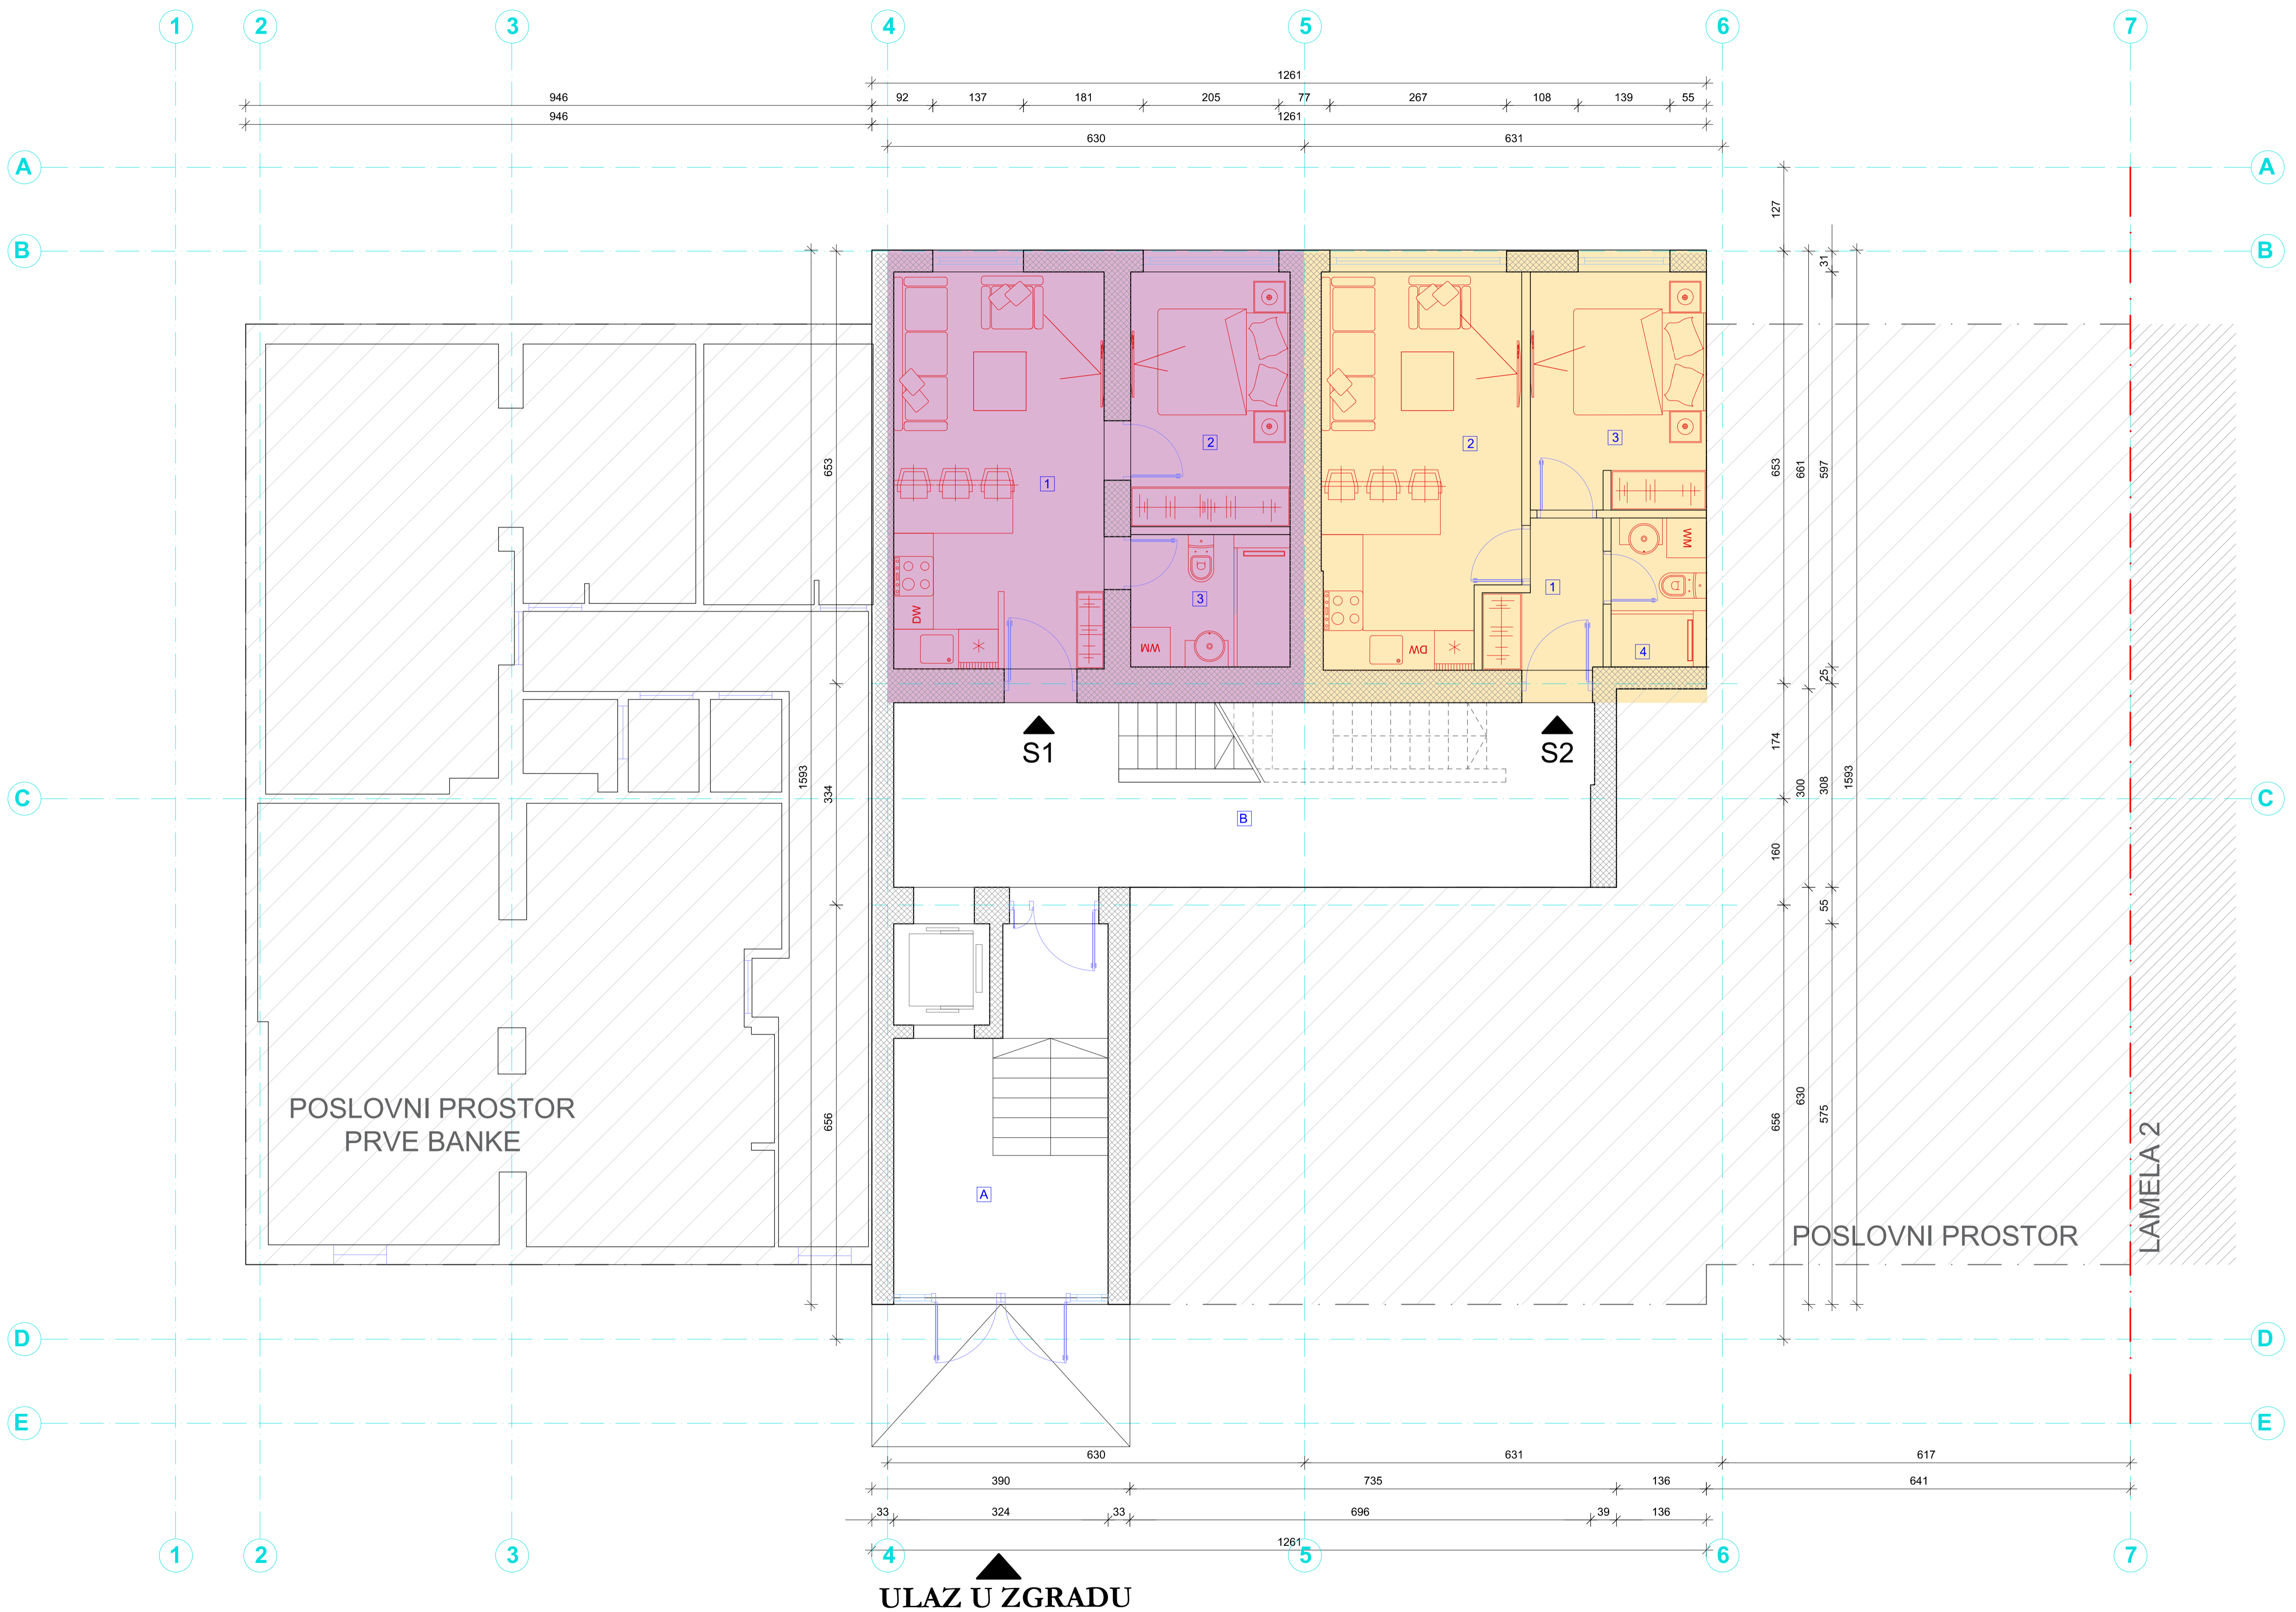 1 2 3 4 5 6 7
1261
946 92 137 181 205 77 267 108 139 55
946 1261
630 631
A A
127
B B
31
653 653 661 597
2 2 3
1 1
WM
DW 3
WM DW 4
25
S1 S2
174
1593 334 300 308 1593
C C
B
160
55
POSLOVNI PROSTOR
PRVE BANKE
656 656 630 575
A
LAMELA 2
POSLOVNI PROSTOR
D D
E E
630 631 617
390 735 136 641
33 324 33 696 39 136
1261
1 2 3 4 5 6 7
ULAZ U ZGRADU